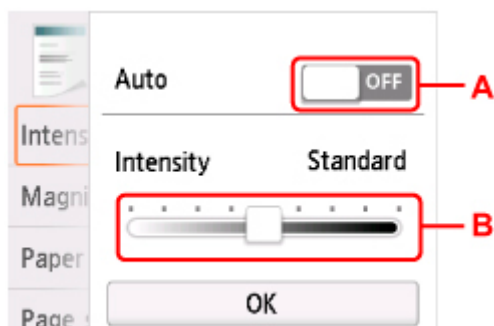 Auto
OFF
A
Intens
Intensity
Standard
Magni
B
Paper
OK
Page